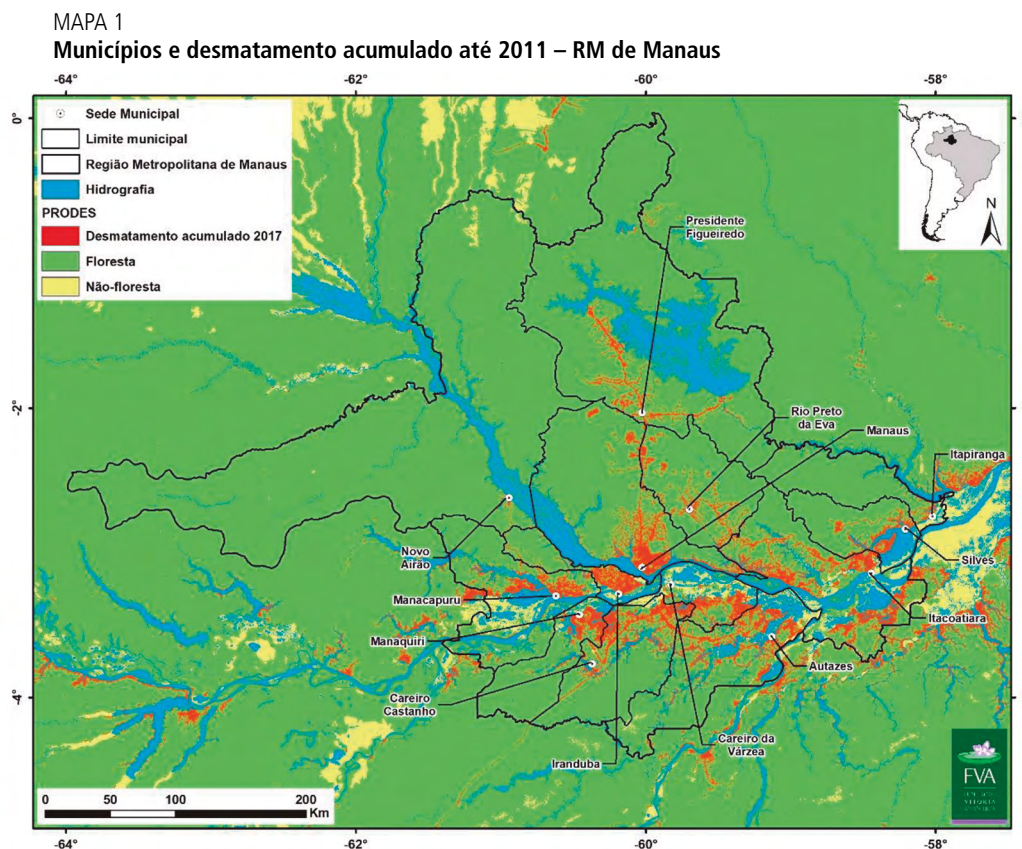 MAPA 1
Municípios e desmatamento acumulado até 2011 – RM de Manaus
-64°
-62°
-60°
-58°
0°
2°
-4°
Sede Municipal
Limite municipal
Região Metropolitana de Manaus
Hidrografia
PRODES
Desmatamento acumulado 2017
Floresta
Não-floresta
N
Presidente
Figueiredo
Rio Preto
da Eva
Manaus
Itapiranga
Novo
Airão
Silves
Manacapuru
Itacoatiara
Manaquiri
Autazes
Careiro
Castanho
Careiro da
Várzea
Iranduba
FVA
0
50
100
200
Km
-64°
-62°
-60°
-58°